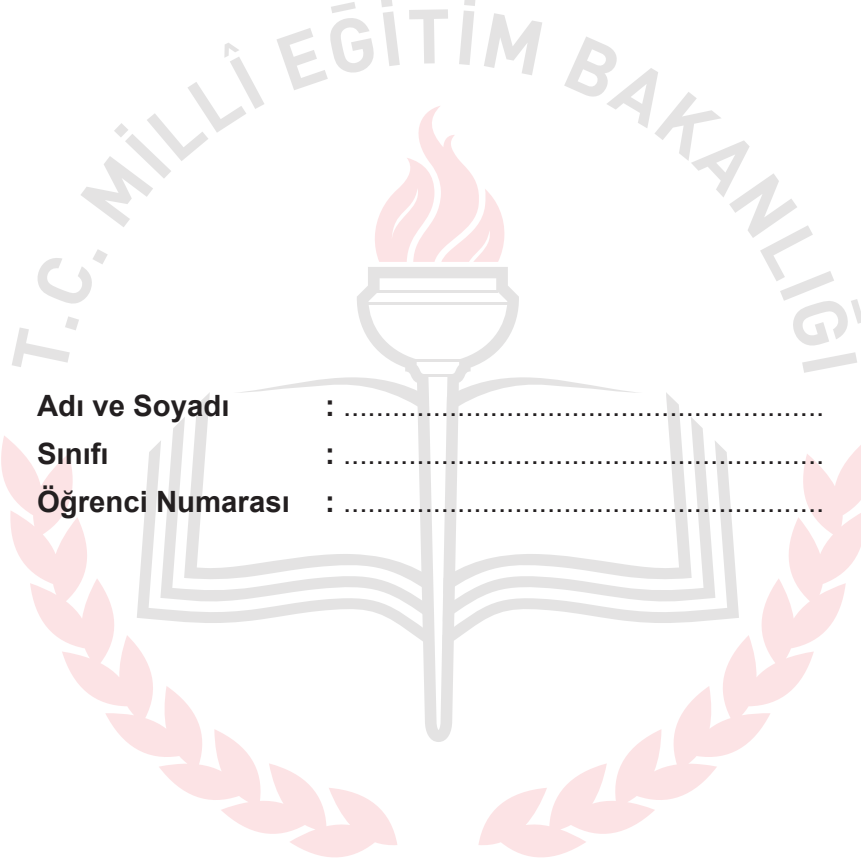 T.C. MİLLÎ EĞİTİM BAKANLIĞI
Adı ve Soyadı : ............................................................
Sınıfı : ............................................................
Öğrenci Numarası : ............................................................